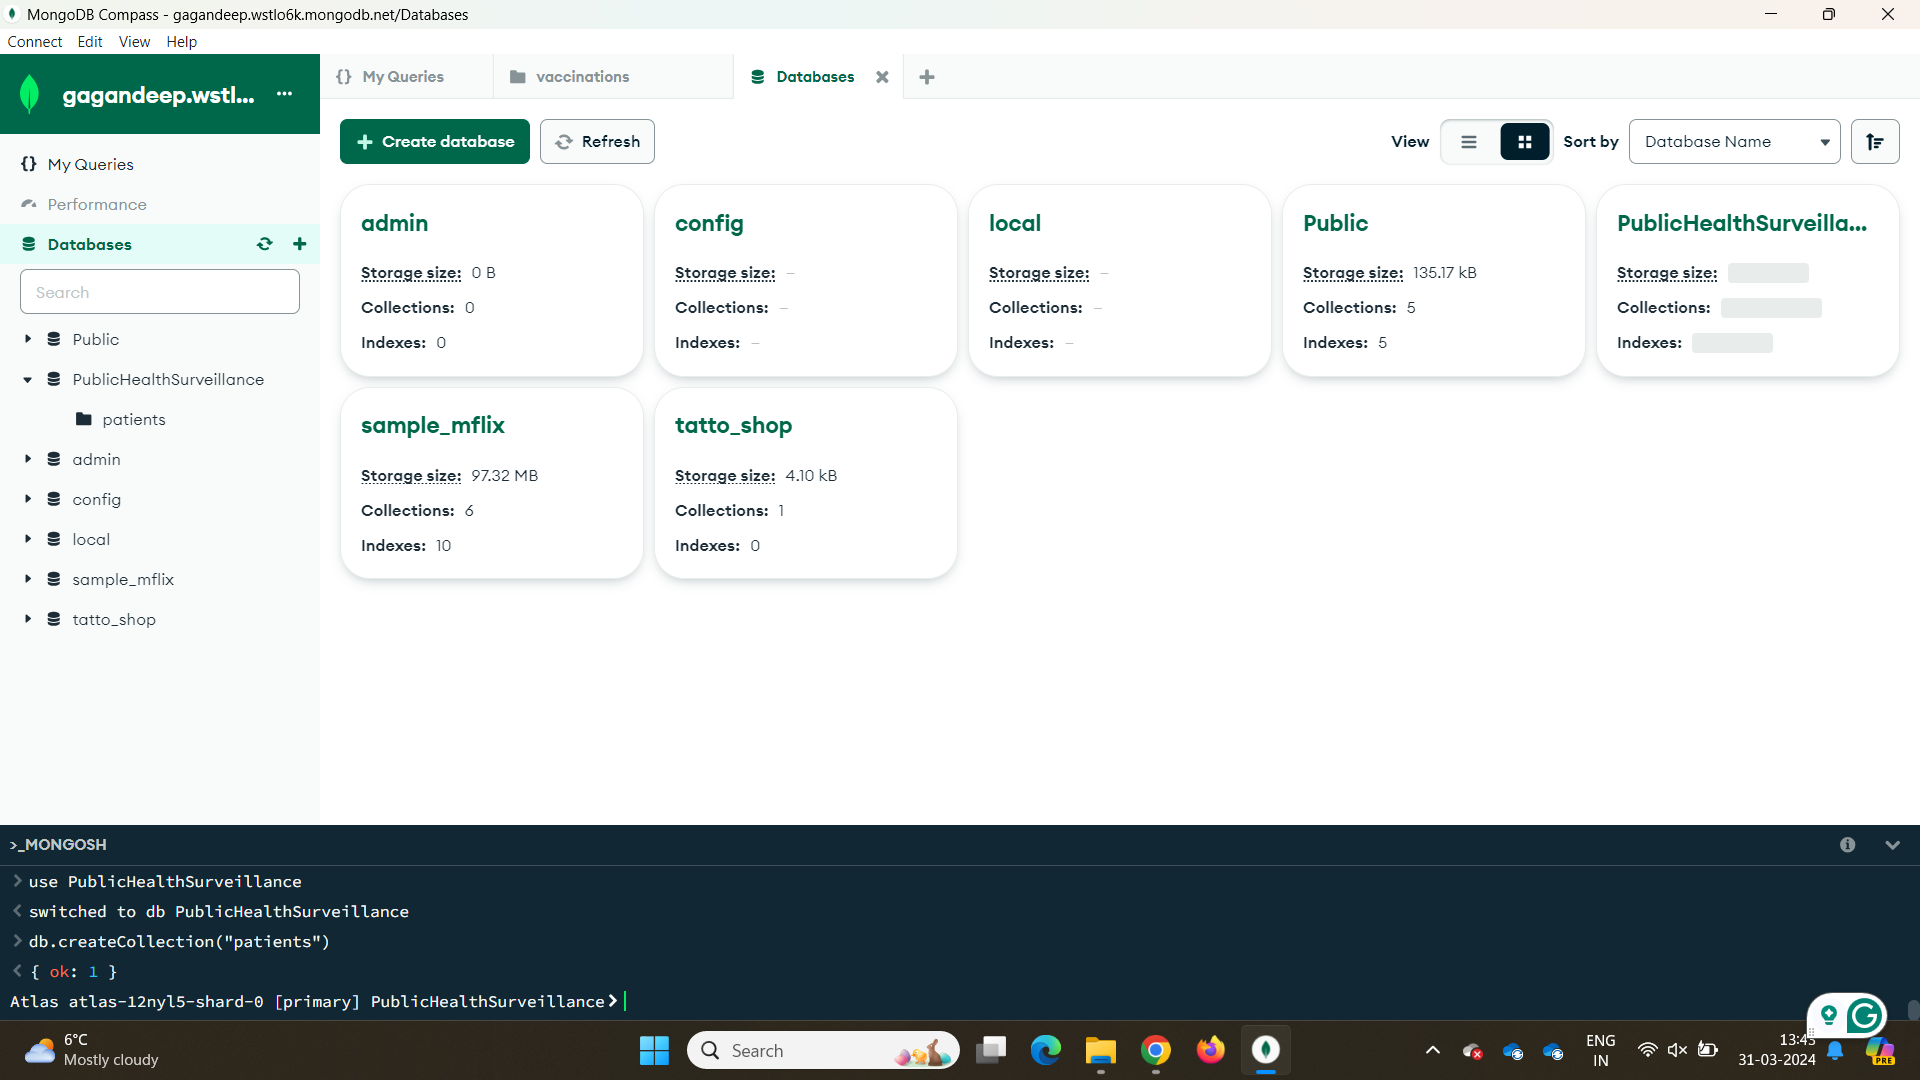 MongoDB Compass - gagandeep.wstlo6k.mongodb.net/Databases
Connect Edit View Help
gagandeep.wstl... ...
{} My Queries
vaccinations
Databases
Create database
Refresh
View
Sort by
Database Name
{} My Queries
Performance
Databases
Search
Public
PublicHealthSurveillance
patients
admin
config
local
sample_mflix
tatto_shop
admin
Storage size: 0 B
Collections: 0
Indexes: 0
config
Storage size: –
Collections: –
Indexes: –
local
Storage size: –
Collections: –
Indexes: –
Public
Storage size: 135.17 kB
Collections: 5
Indexes: 5
PublicHealthSurveilla...
Storage size:
Collections:
Indexes:
sample_mflix
Storage size: 97.32 MB
Collections: 6
Indexes: 10
tatto_shop
Storage size: 4.10 kB
Collections: 1
Indexes: 0
>_MONGOSH
> use PublicHealthSurveillance
< switched to db PublicHealthSurveillance
> db.createCollection("patients")
< { ok: 1 }
Atlas atlas-12nyl5-shard-0 [primary] PublicHealthSurveillance>
6°C
Mostly cloudy
Search
ENG
IN
13:45
31-03-2024
PRE